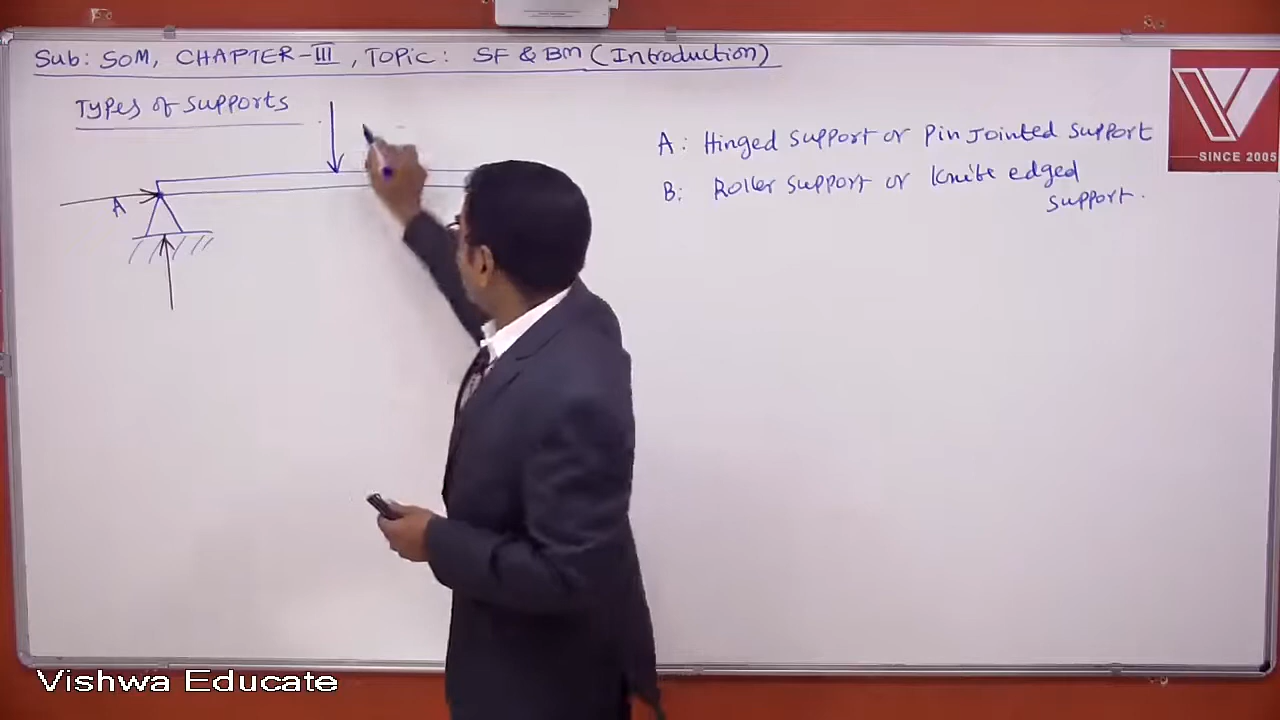 Sub: SOM, CHAPTER-III, TOPIC: SF & BM (Introduction)
Types of Supports
A
A: Hinged support or Pin Jointed Support
B: Roller support or knife edged
support.
SINCE 2005
Vishwa Educate